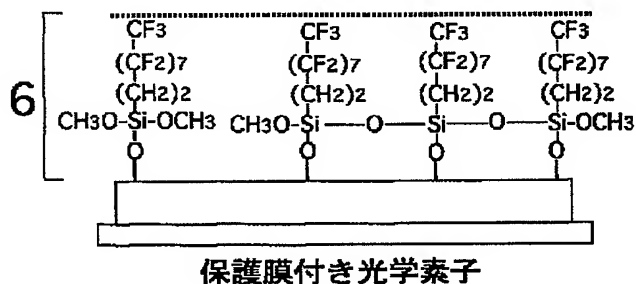 CF3 CF3 CF3 CF3
(CF2)7 (CF2)7 (CF2)7 (CF2)7
6
(CH2)2 (CH2)2 (CH2)2 (CH2)2
CH3O-Si-OCH3 CH3O-Si—O—Si—O—Si-OCH3
O O O O
保護膜付き光学素子